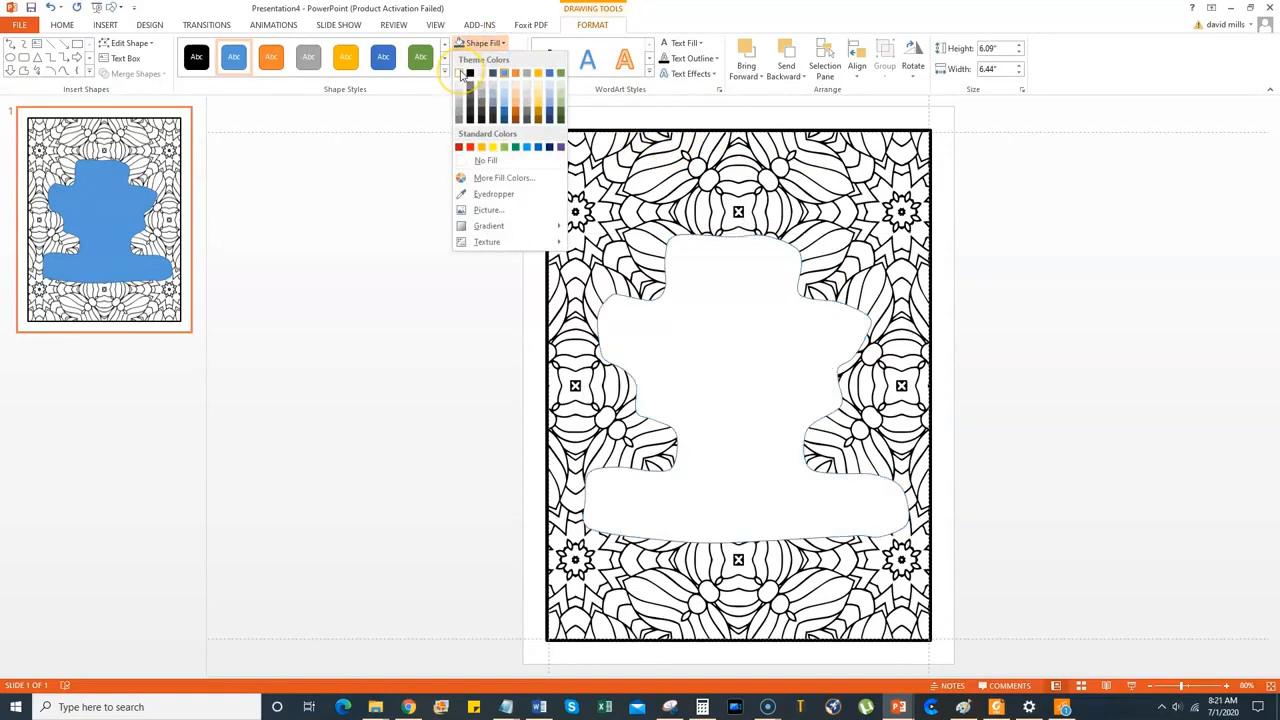 Presentation4 - PowerPoint (Product Activation Failed)
DRAWING TOOLS
?
FILE HOME INSERT DESIGN TRANSITIONS ANIMATIONS SLIDE SHOW REVIEW VIEW ADD-INS Foxit PDF FORMAT
david mills
Edit Shape
Text Box
Merge Shapes
Insert Shapes
Abc Abc Abc Abc Abc Abc Abc
Shape Styles
Shape Fill
Theme Colors
Standard Colors
No Fill
More Fill Colors...
Eyedropper
Picture...
Gradient
Texture
A A
Text Fill
Text Outline
Text Effects
WordArt Styles
Bring Forward
Send Backward
Selection Pane
Align
Group
Rotate
Arrange
Height: 6.09"
Width: 6.44"
Size
1
SLIDE 1 OF 1
NOTES
COMMENTS
80%
Type here to search
8:21 AM
7/1/2020